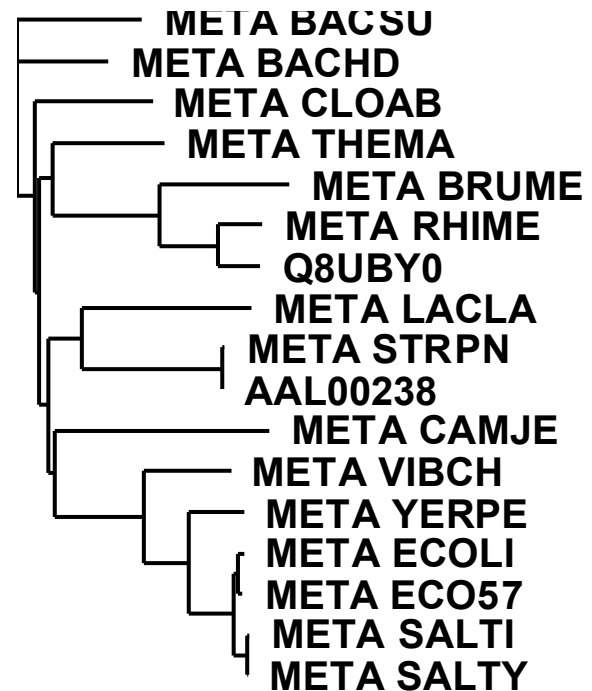 META BACSU
META BACHD
META CLOAB
META THEMA
META BRUME
META RHIME
Q8UBY0
META LACLA
META STRPN
AAL00238
META CAMJE
META VIBCH
META YERPE
META ECOLI
META ECO57
META SALTI
META SALTY